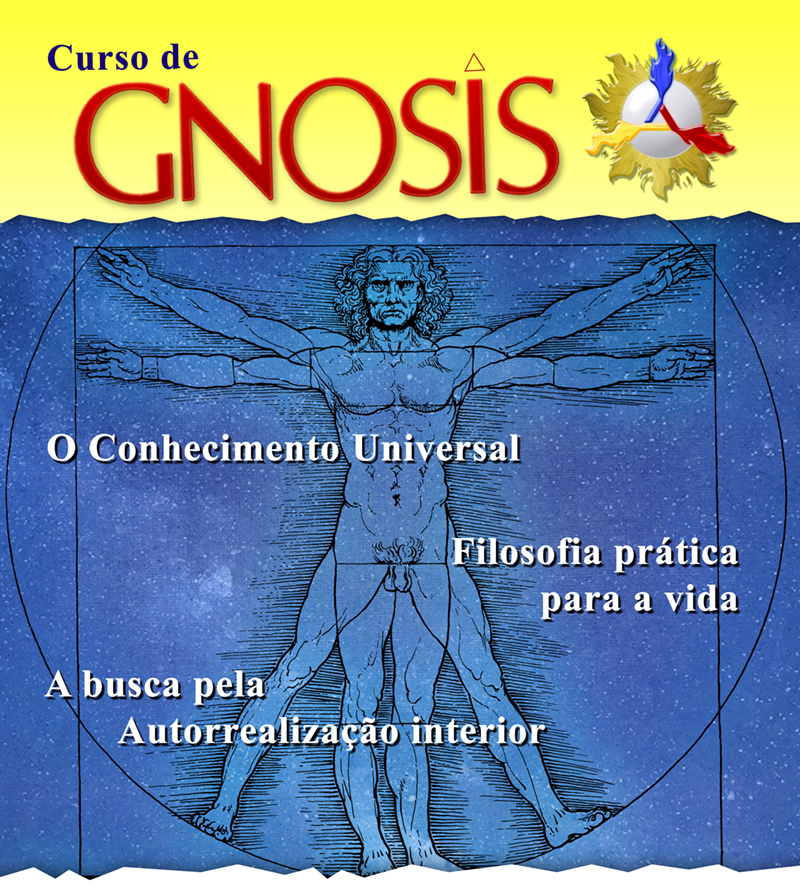 Curso de
GNOSIS
O Conhecimento Universal
Filosofia prática
para a vida
A busca pela
Autorrealização interior